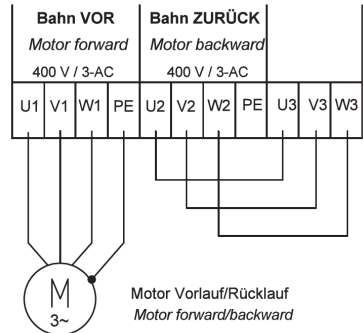 Bahn VOR
Motor forward
400 V / 3-AC
Bahn ZURÜCK
Motor backward
400 V / 3-AC
U1 V1 W1 PE U2 V2 W2 PE U3 V3 W3
M
3~
Motor Vorlauf/Rücklauf
Motor forward/backward